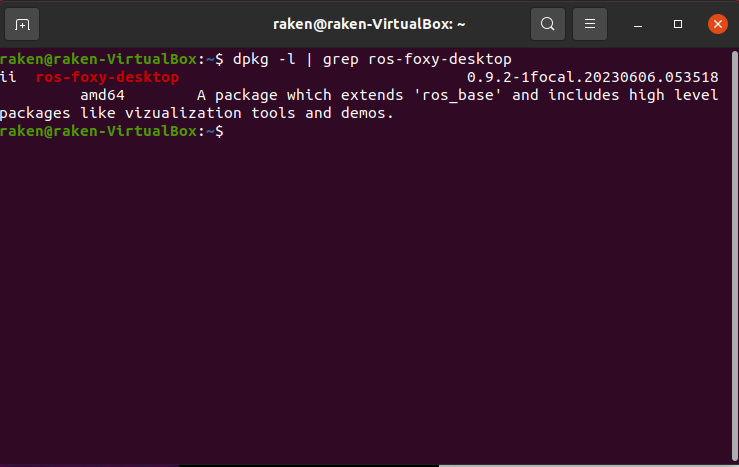 raken@raken-VirtualBox: ~
raken@raken-VirtualBox:~$ dpkg -l | grep ros-foxy-desktop
ii  ros-foxy-desktop                                0.9.2-1focal.20230606.053518
         amd64        A package which extends 'ros_base' and includes high level
packages like vizualization tools and demos.
raken@raken-VirtualBox:~$